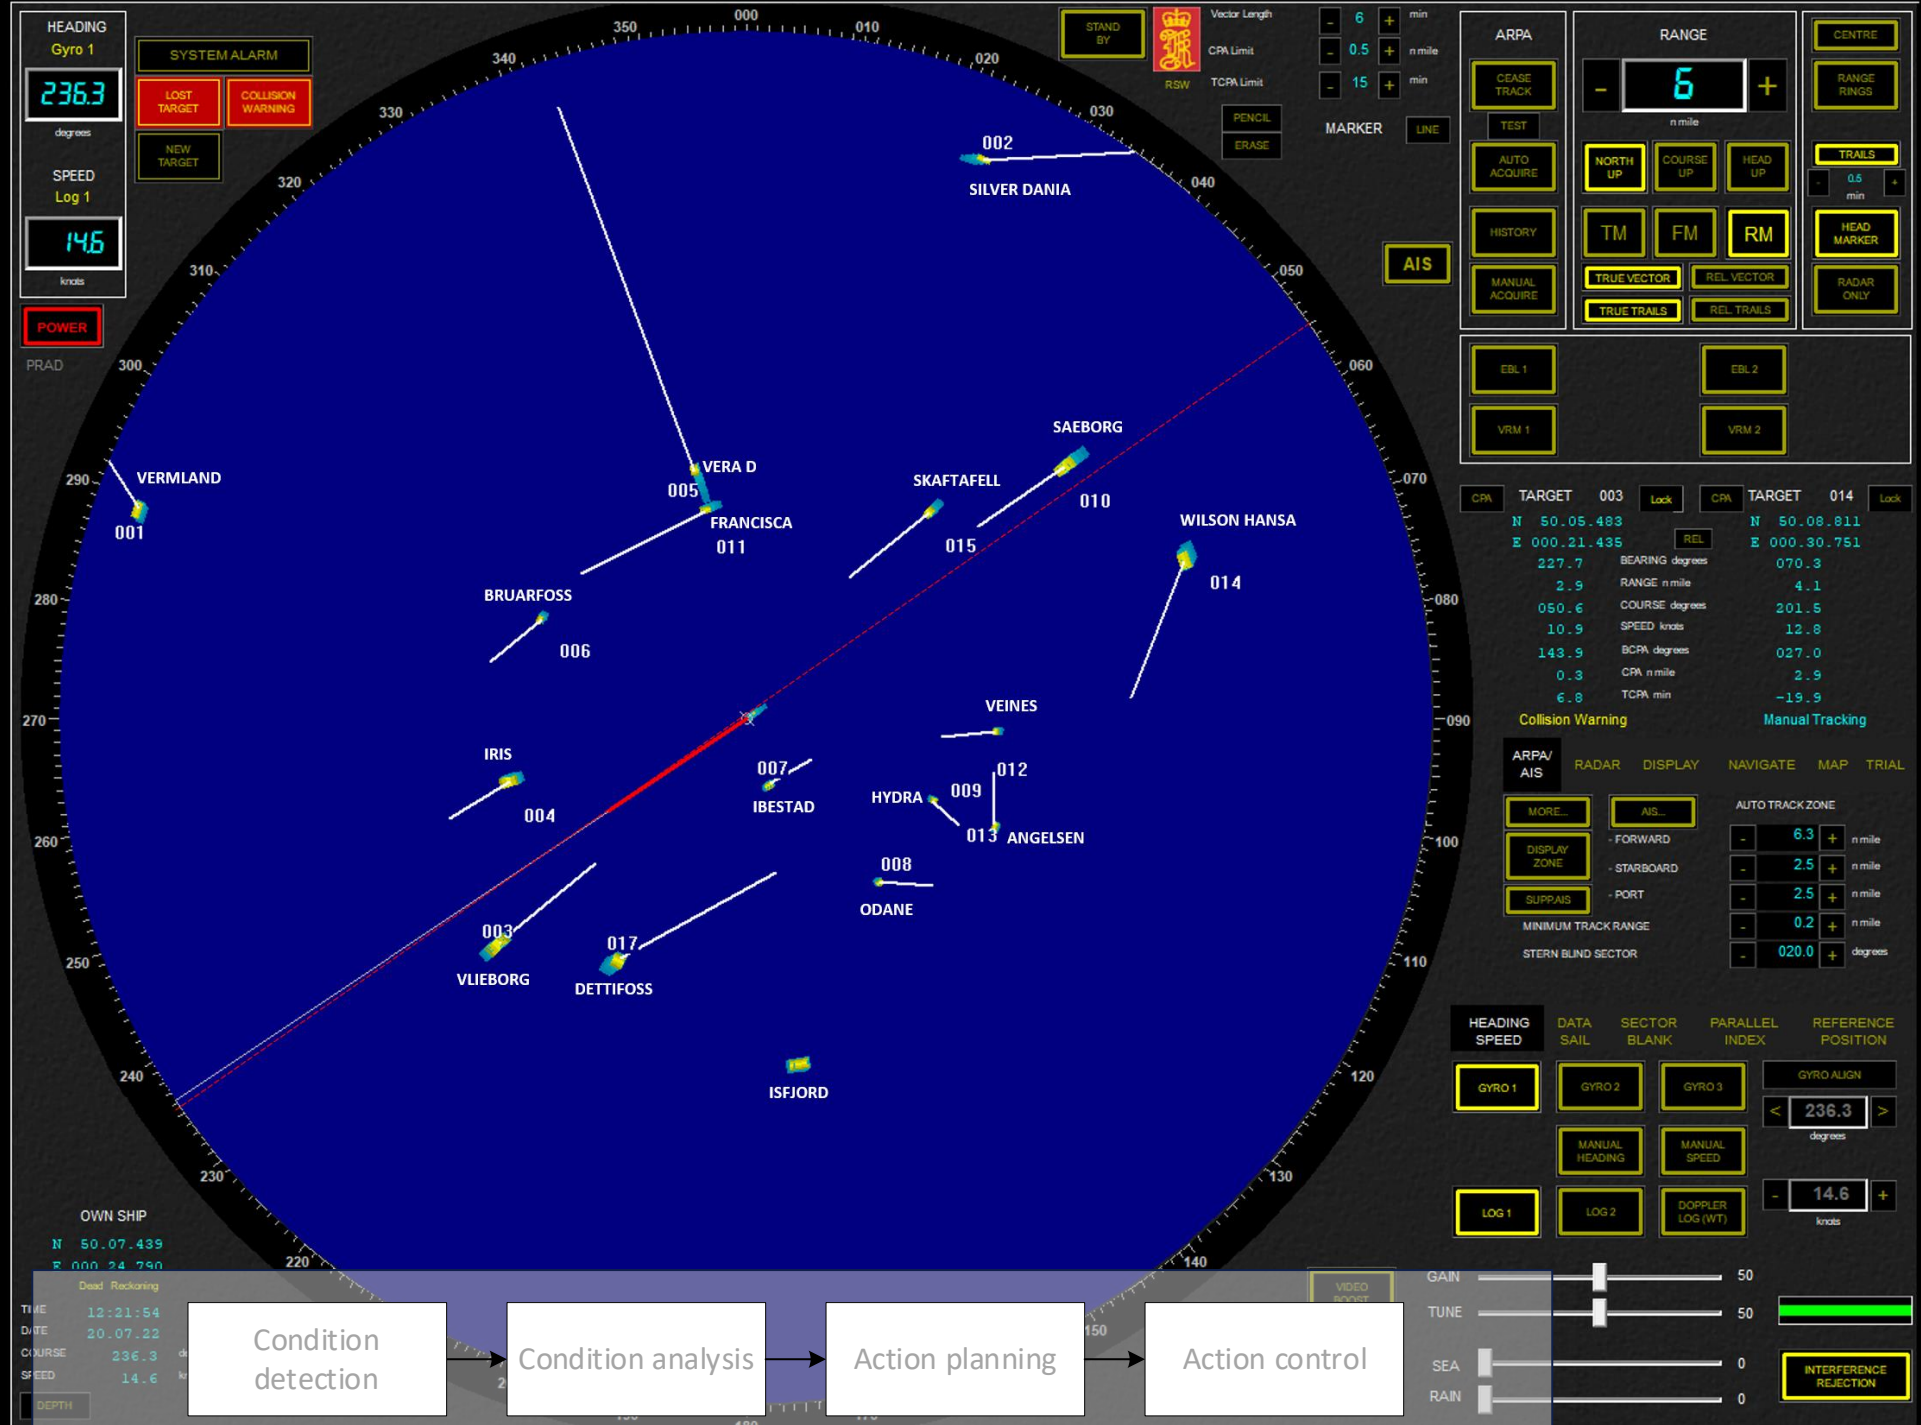 HEADING
Gyro 1
236.3
degrees
SPEED
Log 1
14.6
knots
POWER
PRAD
SYSTEM ALARM
LOST TARGET
COLLISION WARNING
NEW TARGET
STAND BY
RSW
Vector Length - 6 + min
CPA Limit - 0.5 + n mile
TCPA Limit - 15 + min
PENCIL
ERASE
MARKER LINE
AIS
ARPA
CEASE TRACK
TEST
AUTO ACQUIRE
HISTORY
MANUAL ACQUIRE
RANGE
- 6 +
n mile
NORTH UP
COURSE UP
HEAD UP
TM FM RM
TRUE VECTOR REL. VECTOR
TRUE TRAILS REL. TRAILS
CENTRE
RANGE RINGS
TRAILS
- 0.5 +
min
HEAD MARKER
RADAR ONLY
EBL 1 EBL 2
VRM 1 VRM 2
000
010
020
030
040
050
060
070
080
090
100
110
120
130
140
150
220
230
240
250
260
270
280
290
300
310
320
330
340
350
002
SILVER DANIA
SAEBORG
010
SKAFTAFELL
015
WILSON HANSA
014
VERA D
005
FRANCISCA
011
VERMLAND
001
BRUARFOSS
006
VEINES
012
IRIS
004
007
IBESTAD
HYDRA
009
013
ANGELSEN
008
ODANE
003
VLIEBORG
017
DETTIFOSS
ISFJORD
CPA TARGET 003 Lock CPA TARGET 014 Lock
N 50.05.483 N 50.08.811
E 000.21.435 REL E 000.30.751
227.7 BEARING degrees 070.3
2.9 RANGE n mile 4.1
050.6 COURSE degrees 201.5
10.9 SPEED knots 12.8
143.9 BCPA degrees 027.0
0.3 CPA n mile 2.9
6.8 TCPA min -19.9
Collision Warning Manual Tracking
ARPA/ AIS RADAR DISPLAY NAVIGATE MAP TRIAL
MORE... AIS... AUTO TRACK ZONE
DISPLAY ZONE
SUPP.AIS
- FORWARD - 6.3 + n mile
- STARBOARD - 2.5 + n mile
- PORT - 2.5 + n mile
MINIMUM TRACK RANGE - 0.2 + n mile
STERN BLIND SECTOR - 020.0 + degrees
HEADING SPEED
DATA SAIL
SECTOR BLANK
PARALLEL INDEX
REFERENCE POSITION
GYRO 1 GYRO 2 GYRO 3 GYRO ALIGN
< 236.3 >
degrees
MANUAL HEADING
MANUAL SPEED
LOG 1 LOG 2
DOPPLER LOG (WT)
- 14.6 +
knots
OWN SHIP
N 50.07.439
E 000 24 790
Dead Reckoning
TIME 12:21:54
DATE 20.07.22
COURSE 236.3
SPEED 14.6
DEPTH
VIDEO BOOST
GAIN 50
TUNE 50
SEA 0
RAIN 0
INTERFERENCE REJECTION
Condition detection
Condition analysis
Action planning
Action control